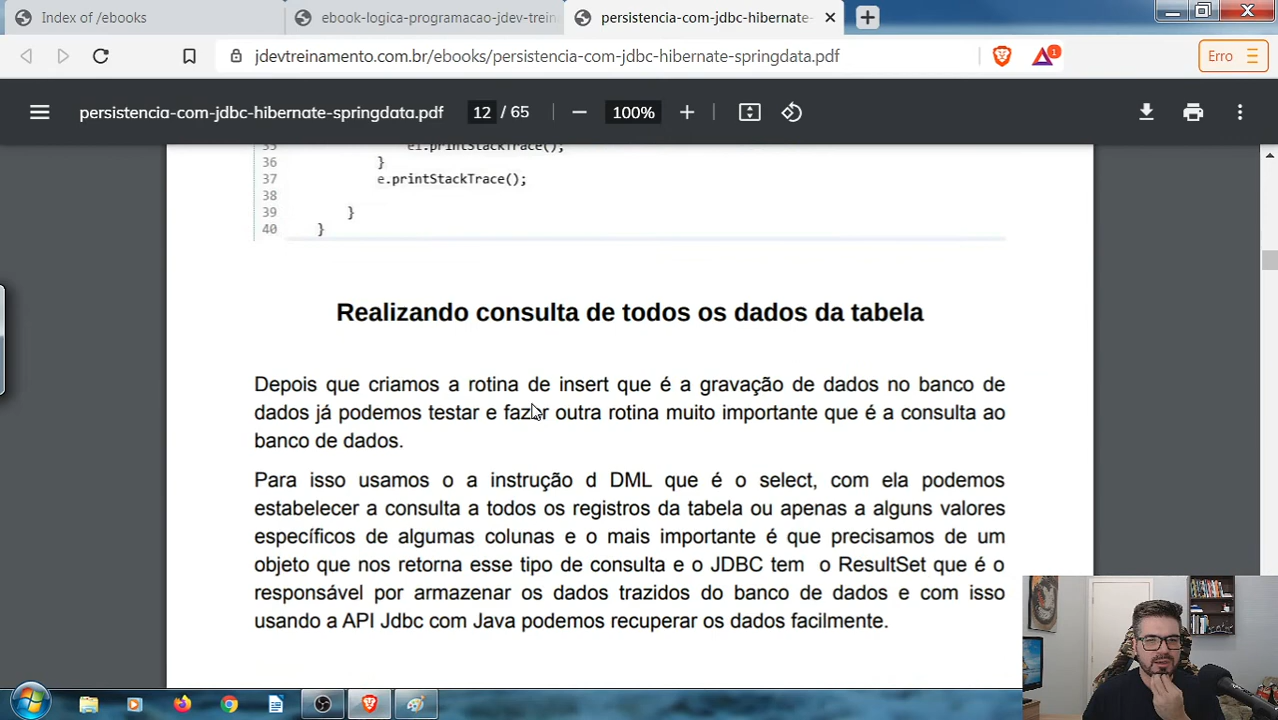 Index of /ebooks
ebook-logica-programacao-jdev-trein
persistencia-com-jdbc-hibernate-
jdevtreinamento.com.br/ebooks/persistencia-com-jdbc-hibernate-springdata.pdf
1
Erro
persistencia-com-jdbc-hibernate-springdata.pdf
12 / 65
100%
35 e1.printStackTrace();
36 }
37 e.printStackTrace();
38
39 }
40 }
Realizando consulta de todos os dados da tabela
Depois que criamos a rotina de insert que é a gravação de dados no banco de
dados já podemos testar e fazer outra rotina muito importante que é a consulta ao
banco de dados.
Para isso usamos o a instrução d DML que é o select, com ela podemos
estabelecer a consulta a todos os registros da tabela ou apenas a alguns valores
específicos de algumas colunas e o mais importante é que precisamos de um
objeto que nos retorna esse tipo de consulta e o JDBC tem o ResultSet que é o
responsável por armazenar os dados trazidos do banco de dados e com isso
usando a API Jdbc com Java podemos recuperar os dados facilmente.